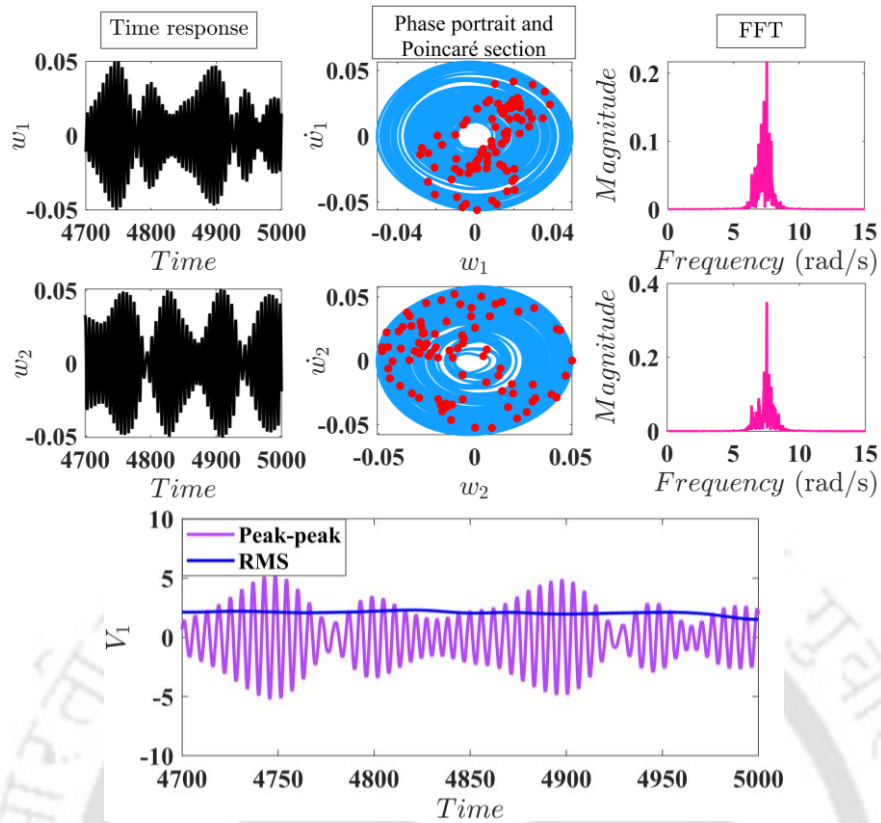 Time response
Phase portrait and
Poincaré section
FFT
0.05
0
-0.05
w₁
4700 4800 4900 5000
Time
0.05
0
-0.05
ẇ₁
-0.04 0 0.04
w₁
0.2
0.1
0
Magnitude
0 5 10 15
Frequency (rad/s)
0.05
0
-0.05
w₂
4700 4800 4900 5000
Time
0.05
0
-0.05
ẇ₂
-0.05 0 0.05
w₂
0.4
0.2
0
Magnitude
0 5 10 15
Frequency (rad/s)
10
5
0
-5
-10
V₁
Peak-peak
RMS
4700 4750 4800 4850 4900 4950 5000
Time